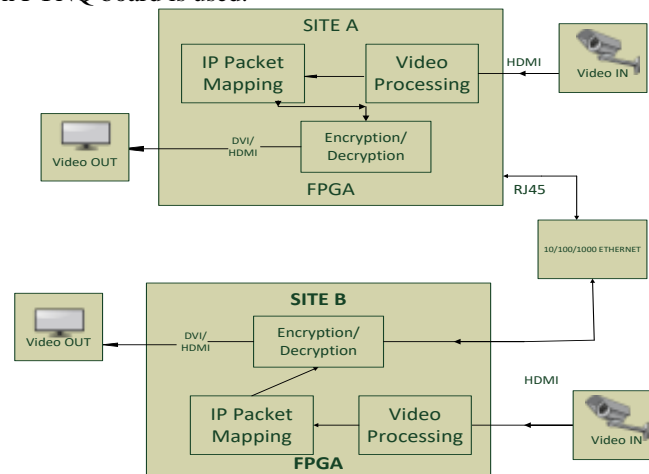 SITE A
IP Packet
Mapping
Video
Processing
HDMI
Video IN
Encryption/
Decryption
DVI/
HDMI
Video OUT
FPGA
RJ45
10/100/1000 ETHERNET
SITE B
Encryption/
Decryption
DVI/
HDMI
Video OUT
HDMI
IP Packet
Mapping
Video
Processing
Video IN
FPGA